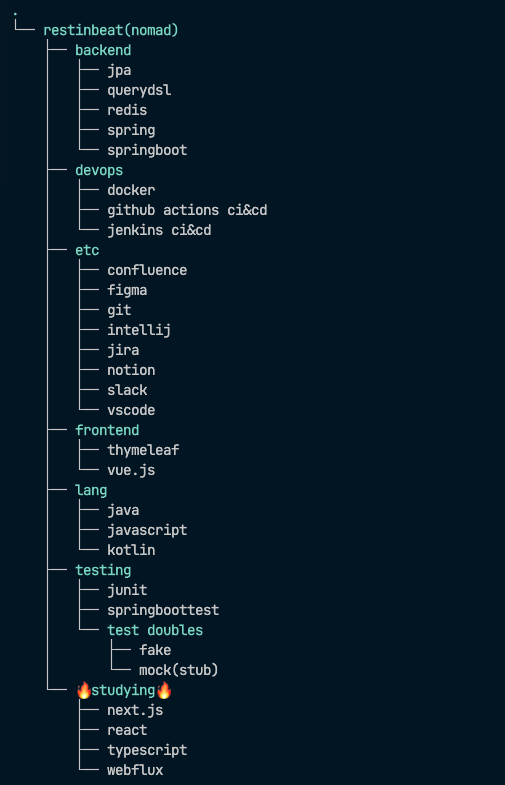 .
└── restinbeat(nomad)
    ├── backend
    │   ├── jpa
    │   ├── querydsl
    │   ├── redis
    │   ├── spring
    │   └── springboot
    ├── devops
    │   ├── docker
    │   ├── github actions ci&cd
    │   └── jenkins ci&cd
    ├── etc
    │   ├── confluence
    │   ├── figma
    │   ├── git
    │   ├── intellij
    │   ├── jira
    │   ├── notion
    │   ├── slack
    │   └── vscode
    ├── frontend
    │   ├── thymeleaf
    │   └── vue.js
    ├── lang
    │   ├── java
    │   ├── javascript
    │   └── kotlin
    ├── testing
    │   ├── junit
    │   ├── springboottest
    │   └── test doubles
    │       ├── fake
    │       └── mock(stub)
    └── 🔥studying🔥
        ├── next.js
        ├── react
        ├── typescript
        └── webflux